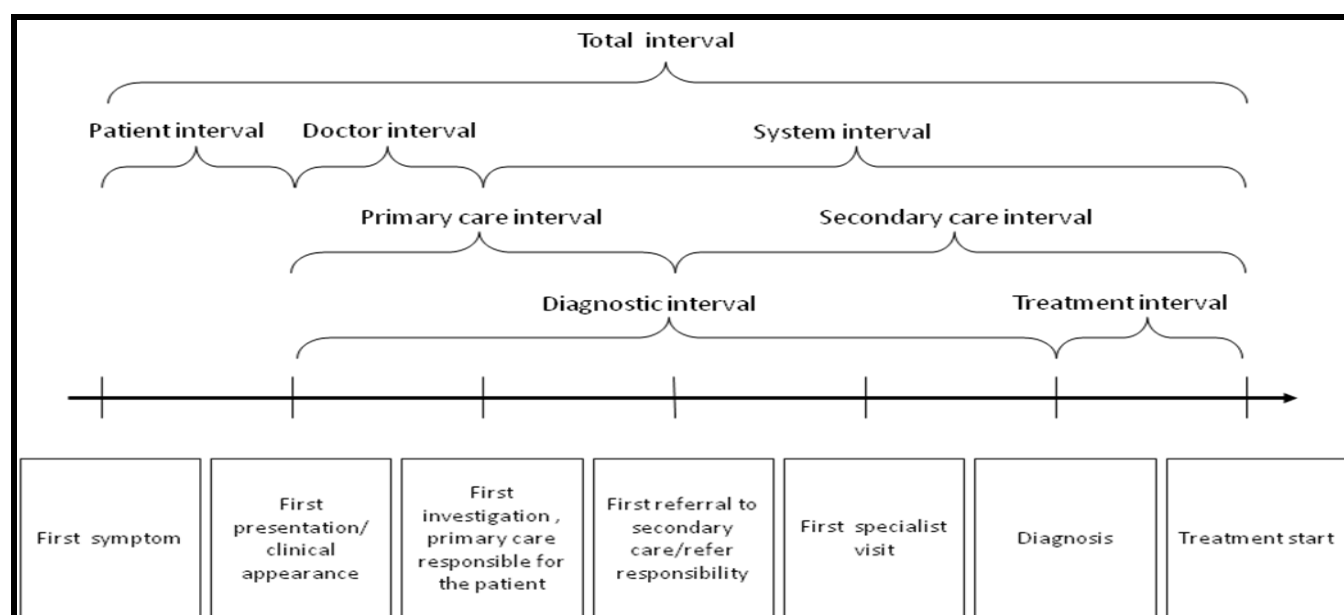 Total interval
Patient interval
Doctor interval
System interval
Primary care interval
Secondary care interval
Diagnostic interval
Treatment interval
First symptom
First
presentation/
clinical
appearance
First
investigation ,
primary care
responsible for
the patient
First referral to
secondary
care/refer
responsibility
First specialist
visit
Diagnosis
Treatment start